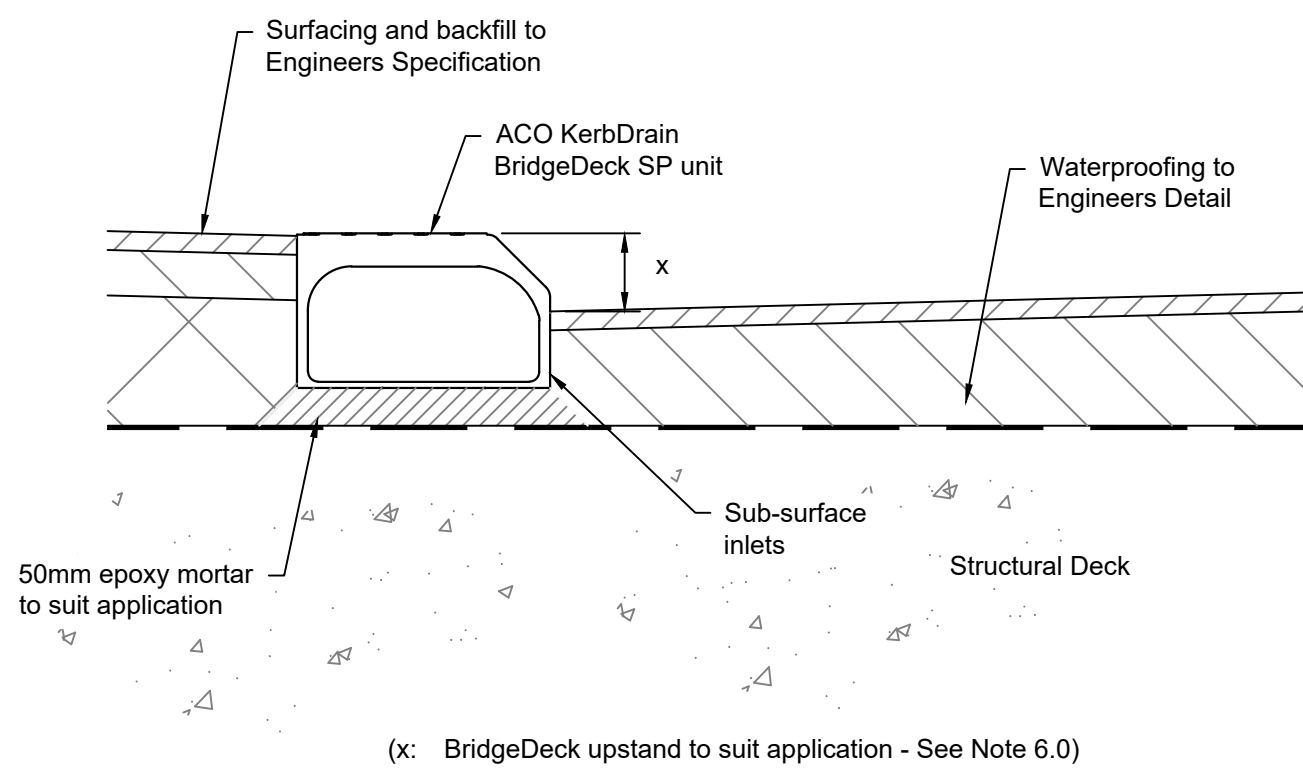 Surfacing and backfill to
Engineers Specification
ACO KerbDrain
BridgeDeck SP unit
Waterproofing to
Engineers Detail
x
Sub-surface
inlets
Structural Deck
50mm epoxy mortar
to suit application
(x: BridgeDeck upstand to suit application - See Note 6.0)